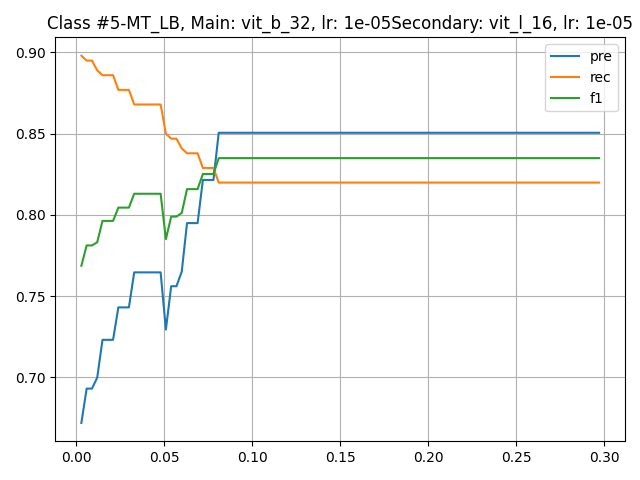 Class #5-MT_LB, Main: vit_b_32, lr: 1e-05Secondary: vit_l_16, lr: 1e-05
0.90
0.85
0.80
0.75
0.70
pre
rec
f1
0.00 0.05 0.10 0.15 0.20 0.25 0.30